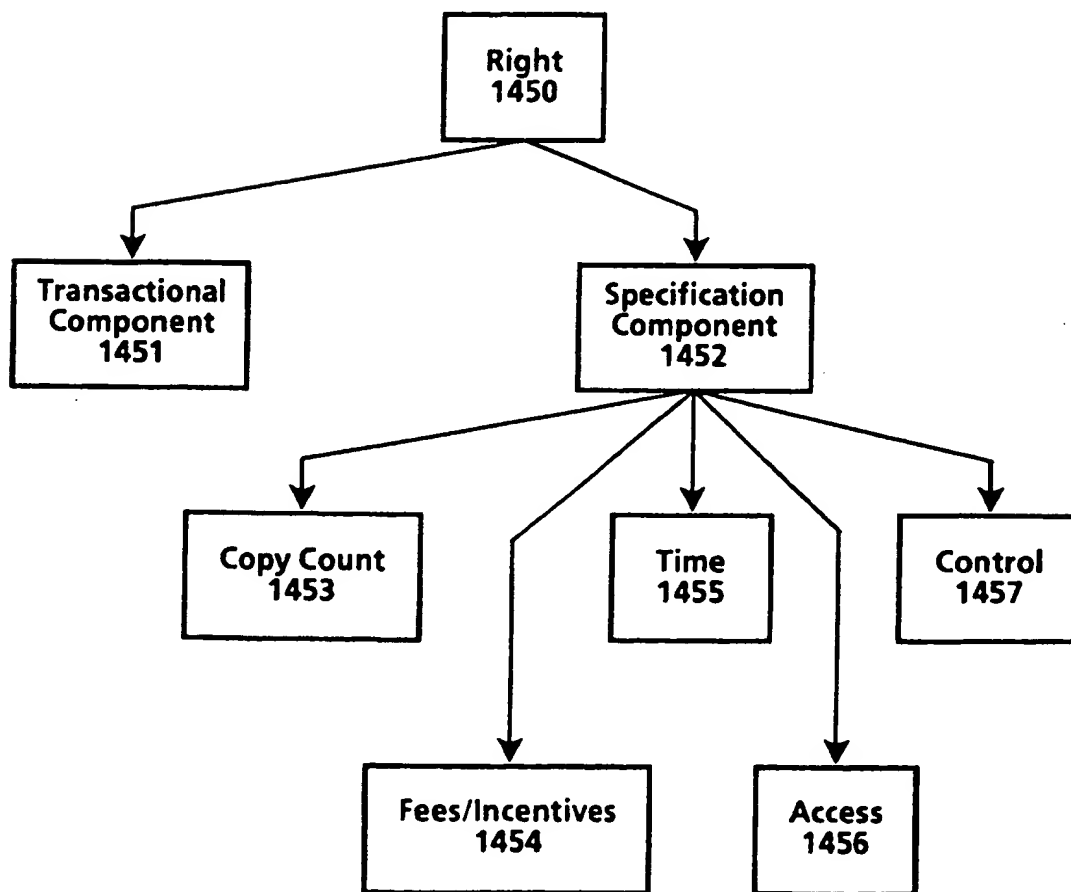 Right
1450
Transactional
Component
1451
Specification
Component
1452
Copy Count
1453
Time
1455
Control
1457
Fees/Incentives
1454
Access
1456